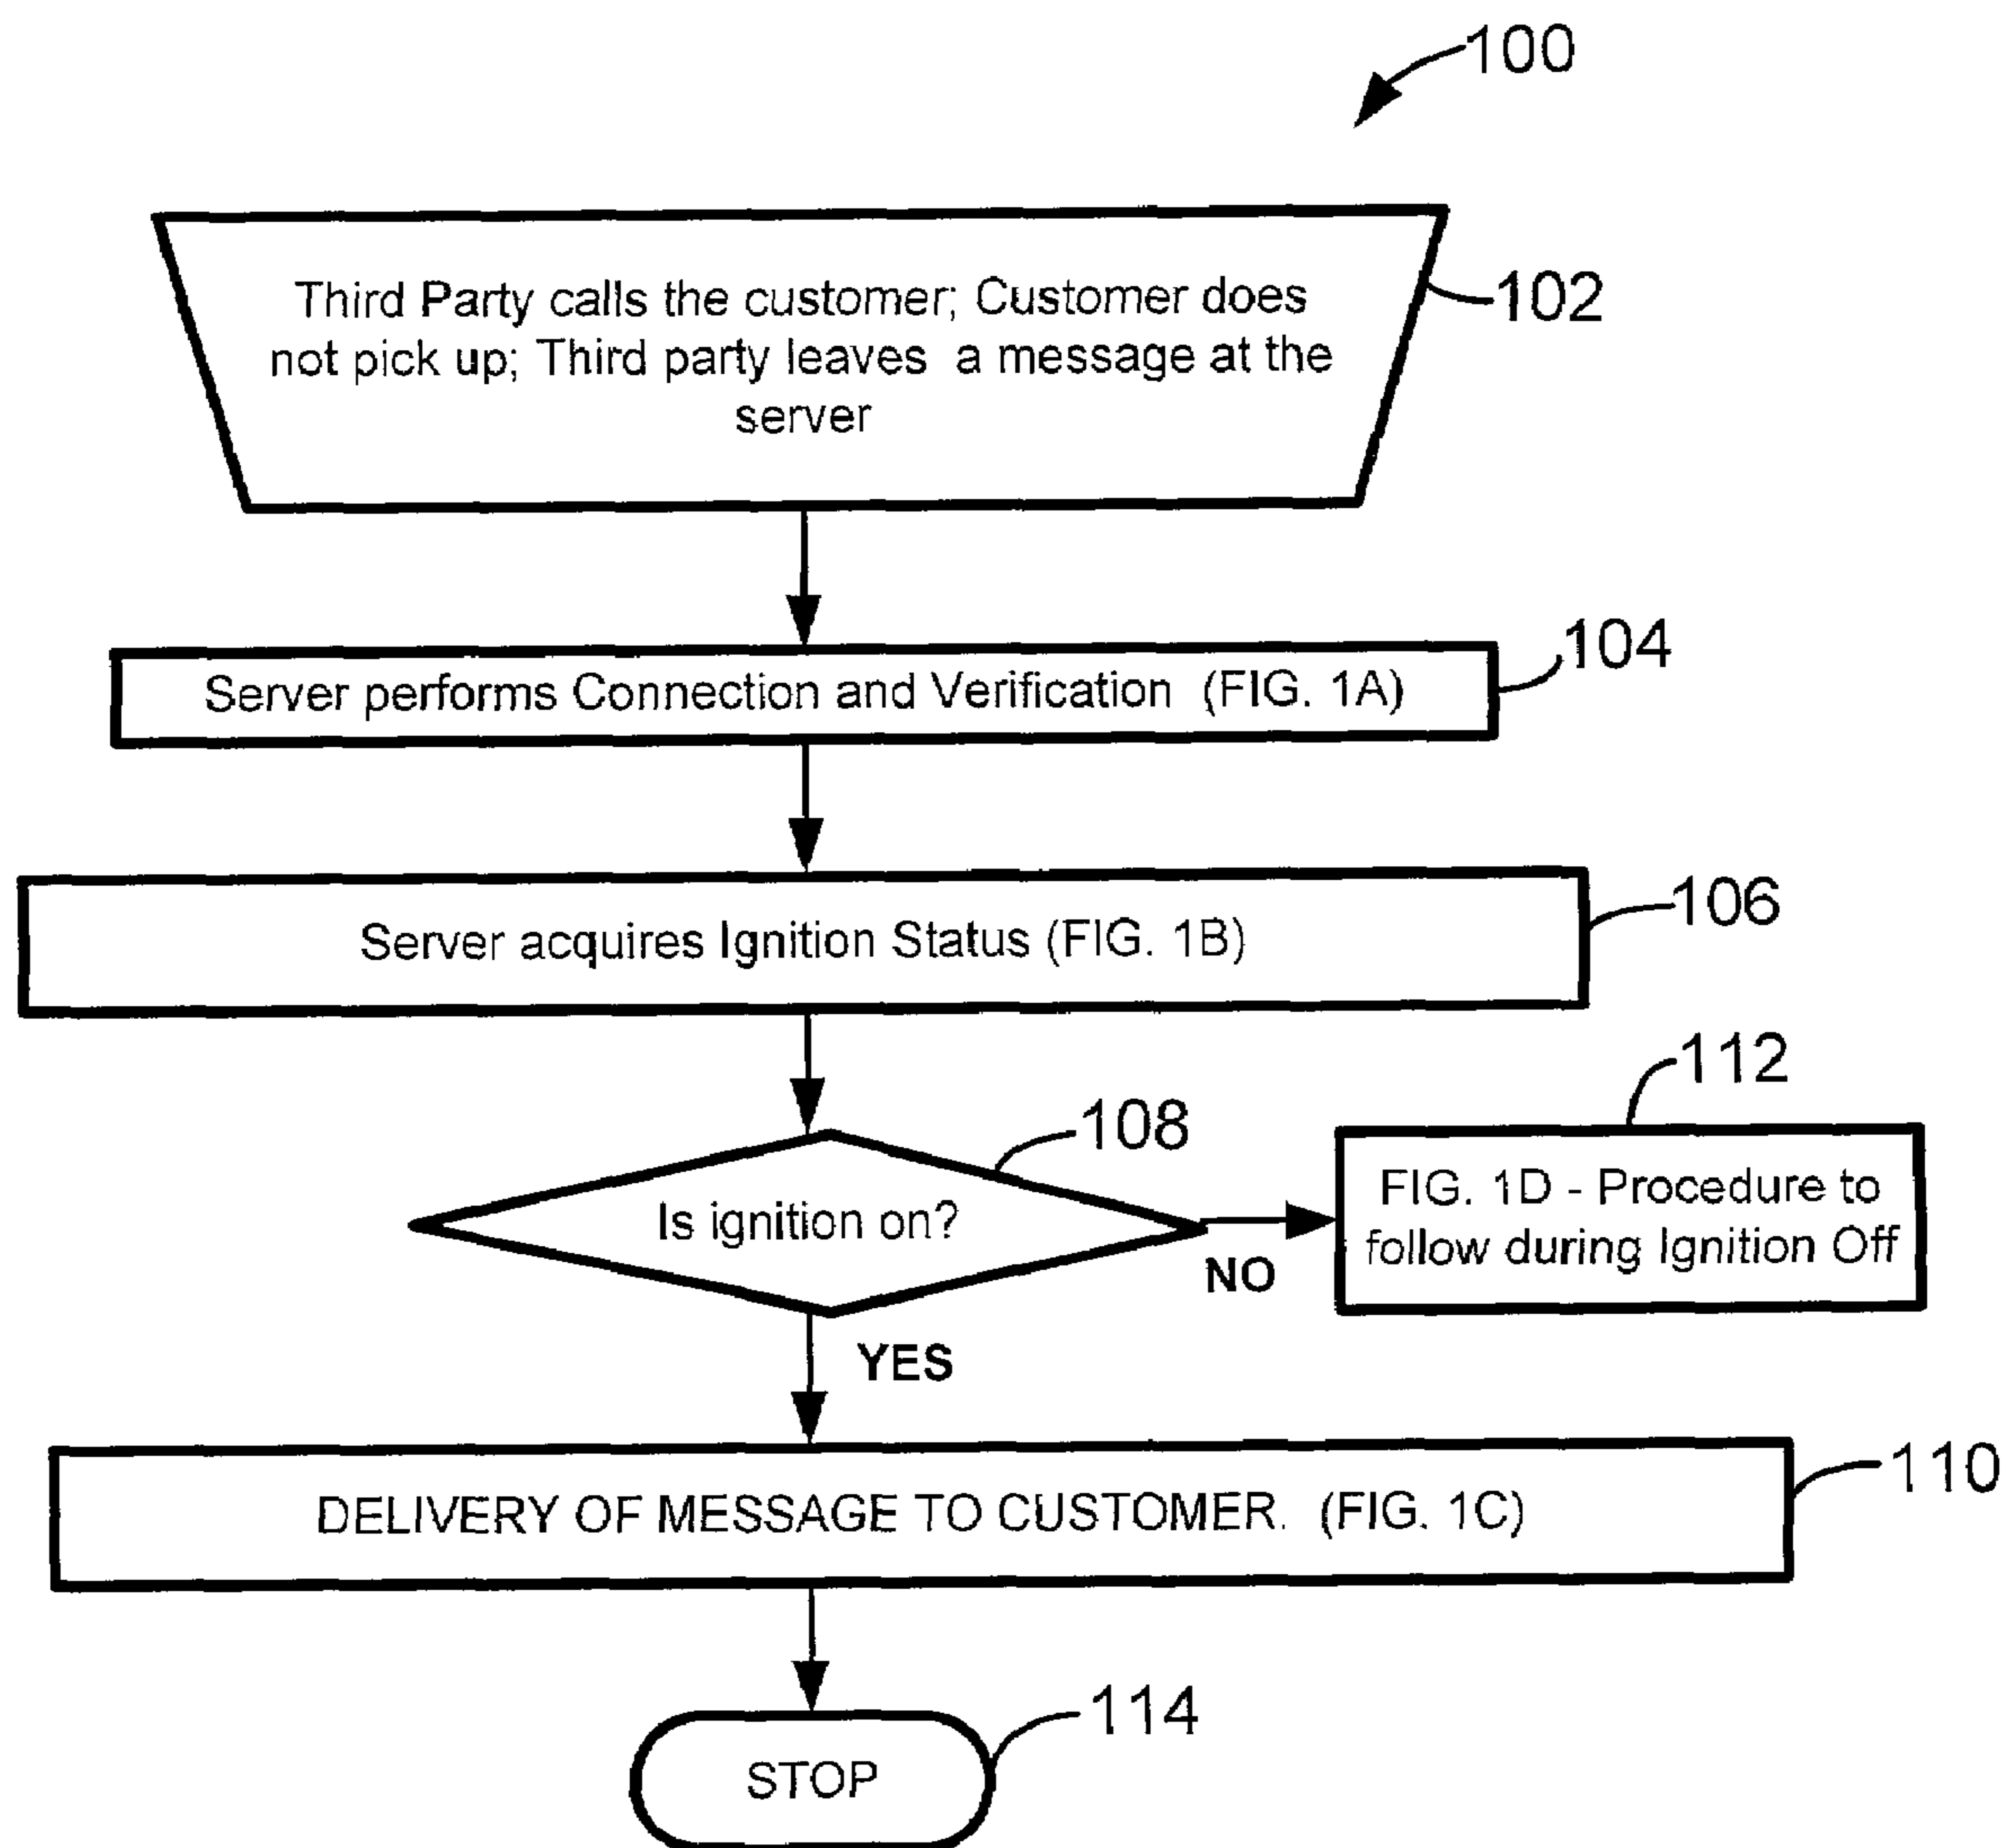 100
Third Party calls the customer; Customer does
not pick up; Third party leaves a message at the
server
102
Server performs Connection and Verification (FIG. 1A)
104
Server acquires Ignition Status (FIG. 1B)
106
Is ignition on?
108
NO
FIG. 1D - Procedure to
follow during Ignition Off
112
YES
DELIVERY OF MESSAGE TO CUSTOMER. (FIG. 1C)
110
STOP
114